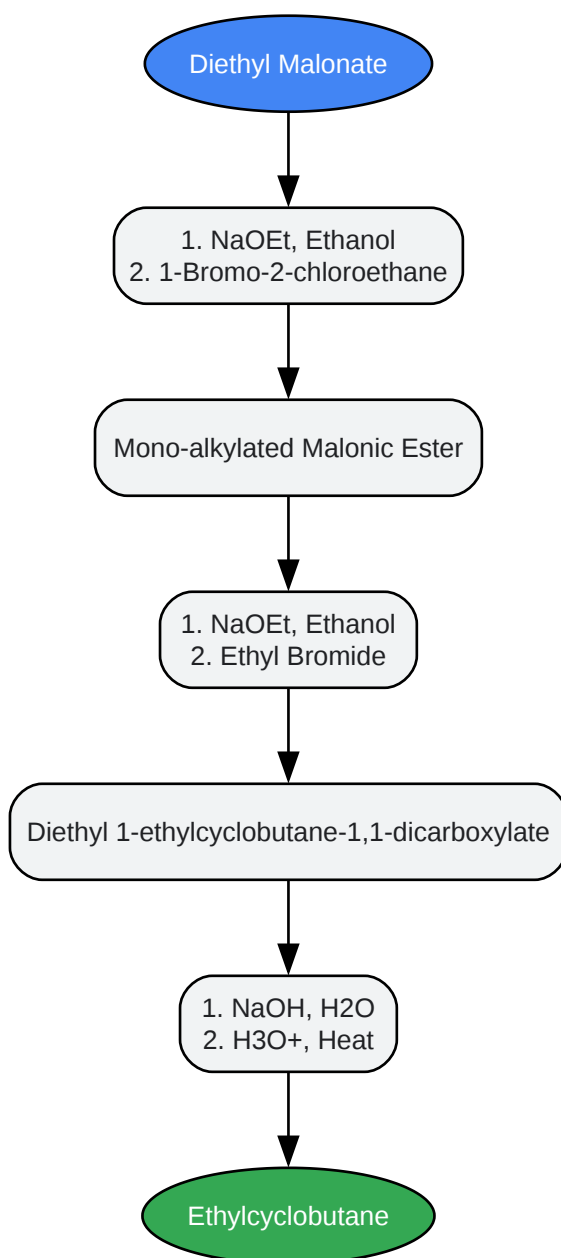 Diethyl Malonate
1. NaOEt, Ethanol
2. 1-Bromo-2-chloroethane
Mono-alkylated Malonic Ester
1. NaOEt, Ethanol
2. Ethyl Bromide
Diethyl 1-ethylcyclobutane-1,1-dicarboxylate
1. NaOH, H2O
2. H3O+, Heat
Ethylcyclobutane